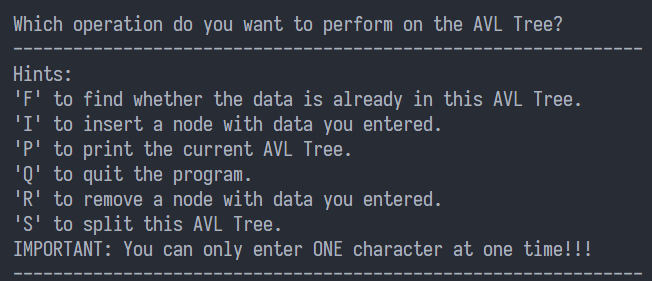 Which operation do you want to perform on the AVL Tree?
---------------------------------------------------------------
Hints:
'F' to find whether the data is already in this AVL Tree.
'I' to insert a node with data you entered.
'P' to print the current AVL Tree.
'Q' to quit the program.
'R' to remove a node with data you entered.
'S' to split this AVL Tree.
IMPORTANT: You can only enter ONE character at one time!!!
---------------------------------------------------------------